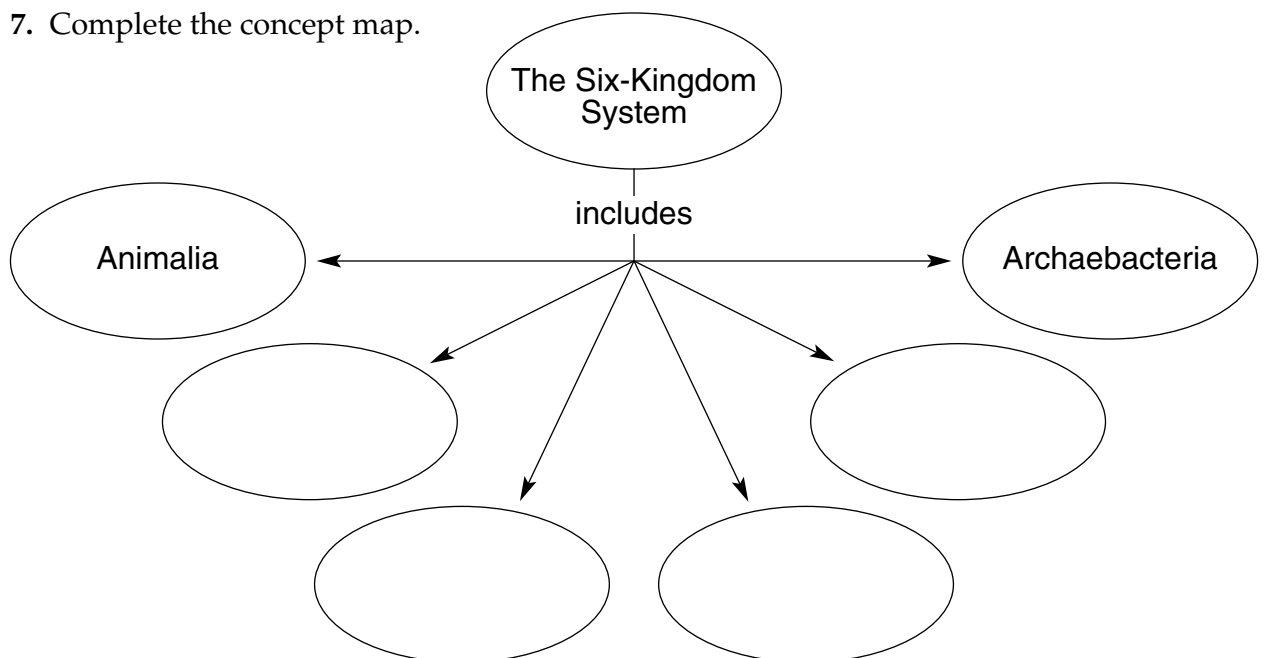 7. Complete the concept map.
The Six-Kingdom
System
includes
Animalia
Archaebacteria